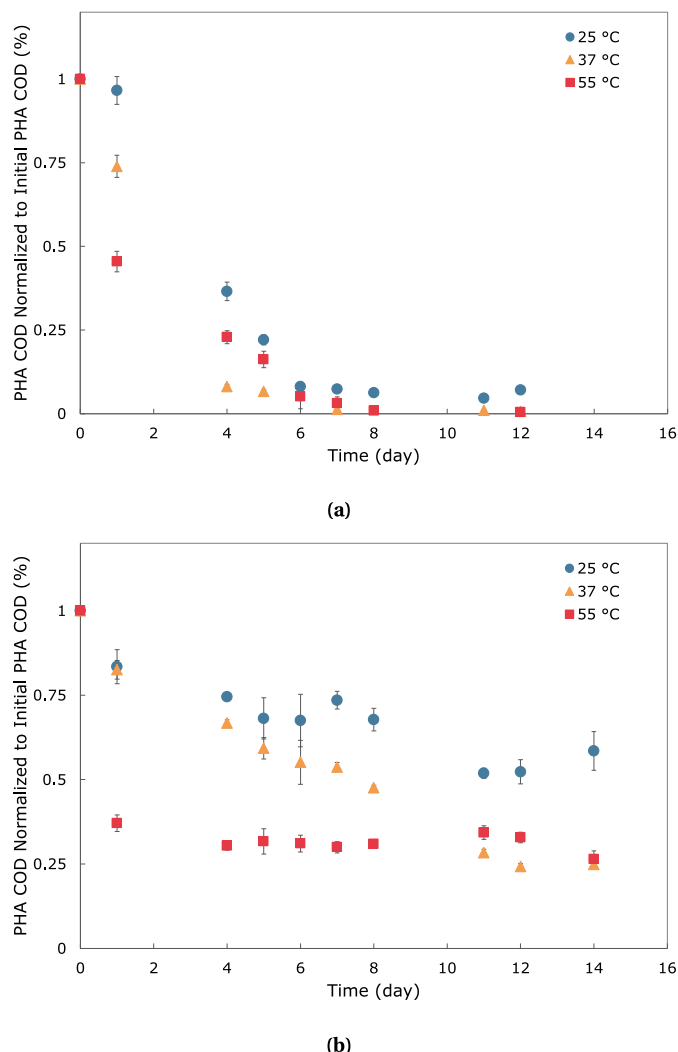 PHA COD Normalized to Initial PHA COD (%)
25 °C
37 °C
55 °C
1
0.75
0.5
0.25
0
0 2 4 6 8 10 12 14 16
Time (day)
(a)
PHA COD Normalized to Initial PHA COD (%)
25 °C
37 °C
55 °C
1
0.75
0.5
0.25
0
0 2 4 6 8 10 12 14 16
Time (day)
(b)